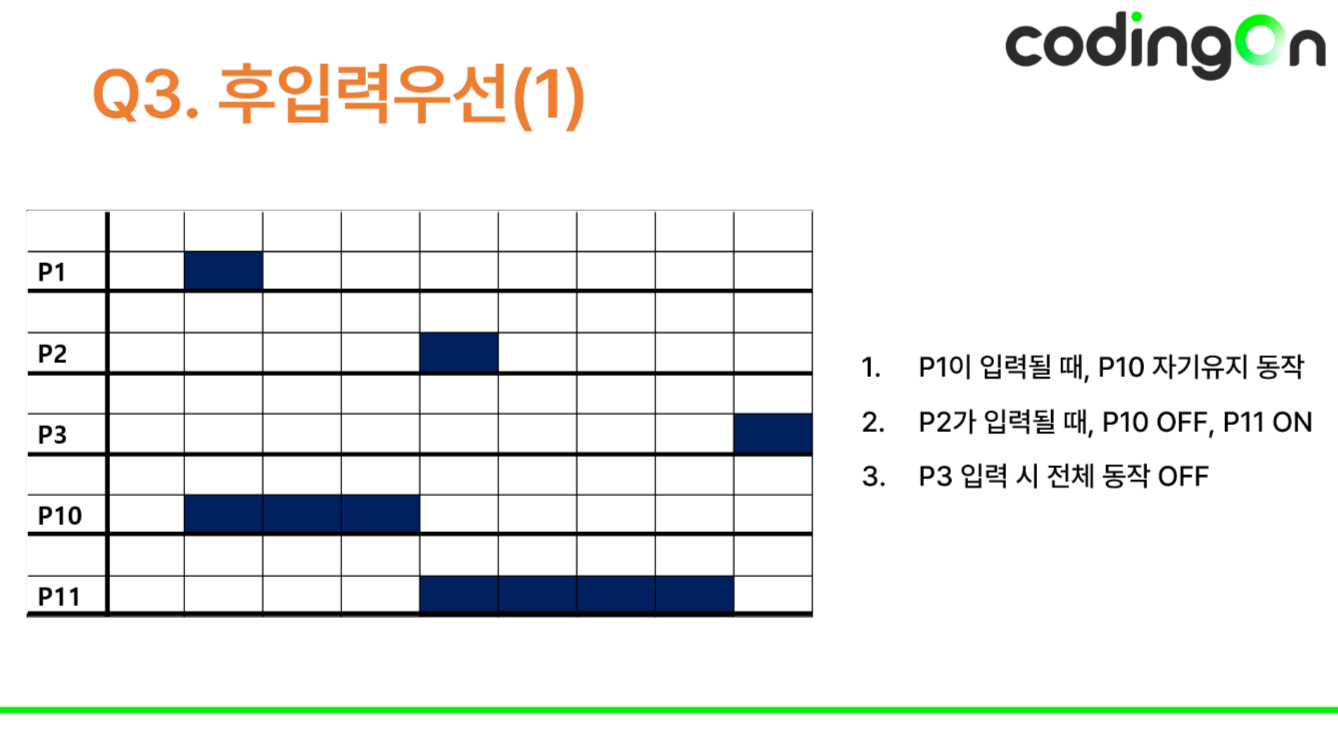 codingOn
Q3. 후입력우선(1)
P1
P2
P3
P10
P11
1. P1이 입력될 때, P10 자기유지 동작
2. P2가 입력될 때, P10 OFF, P11 ON
3. P3 입력 시 전체 동작 OFF